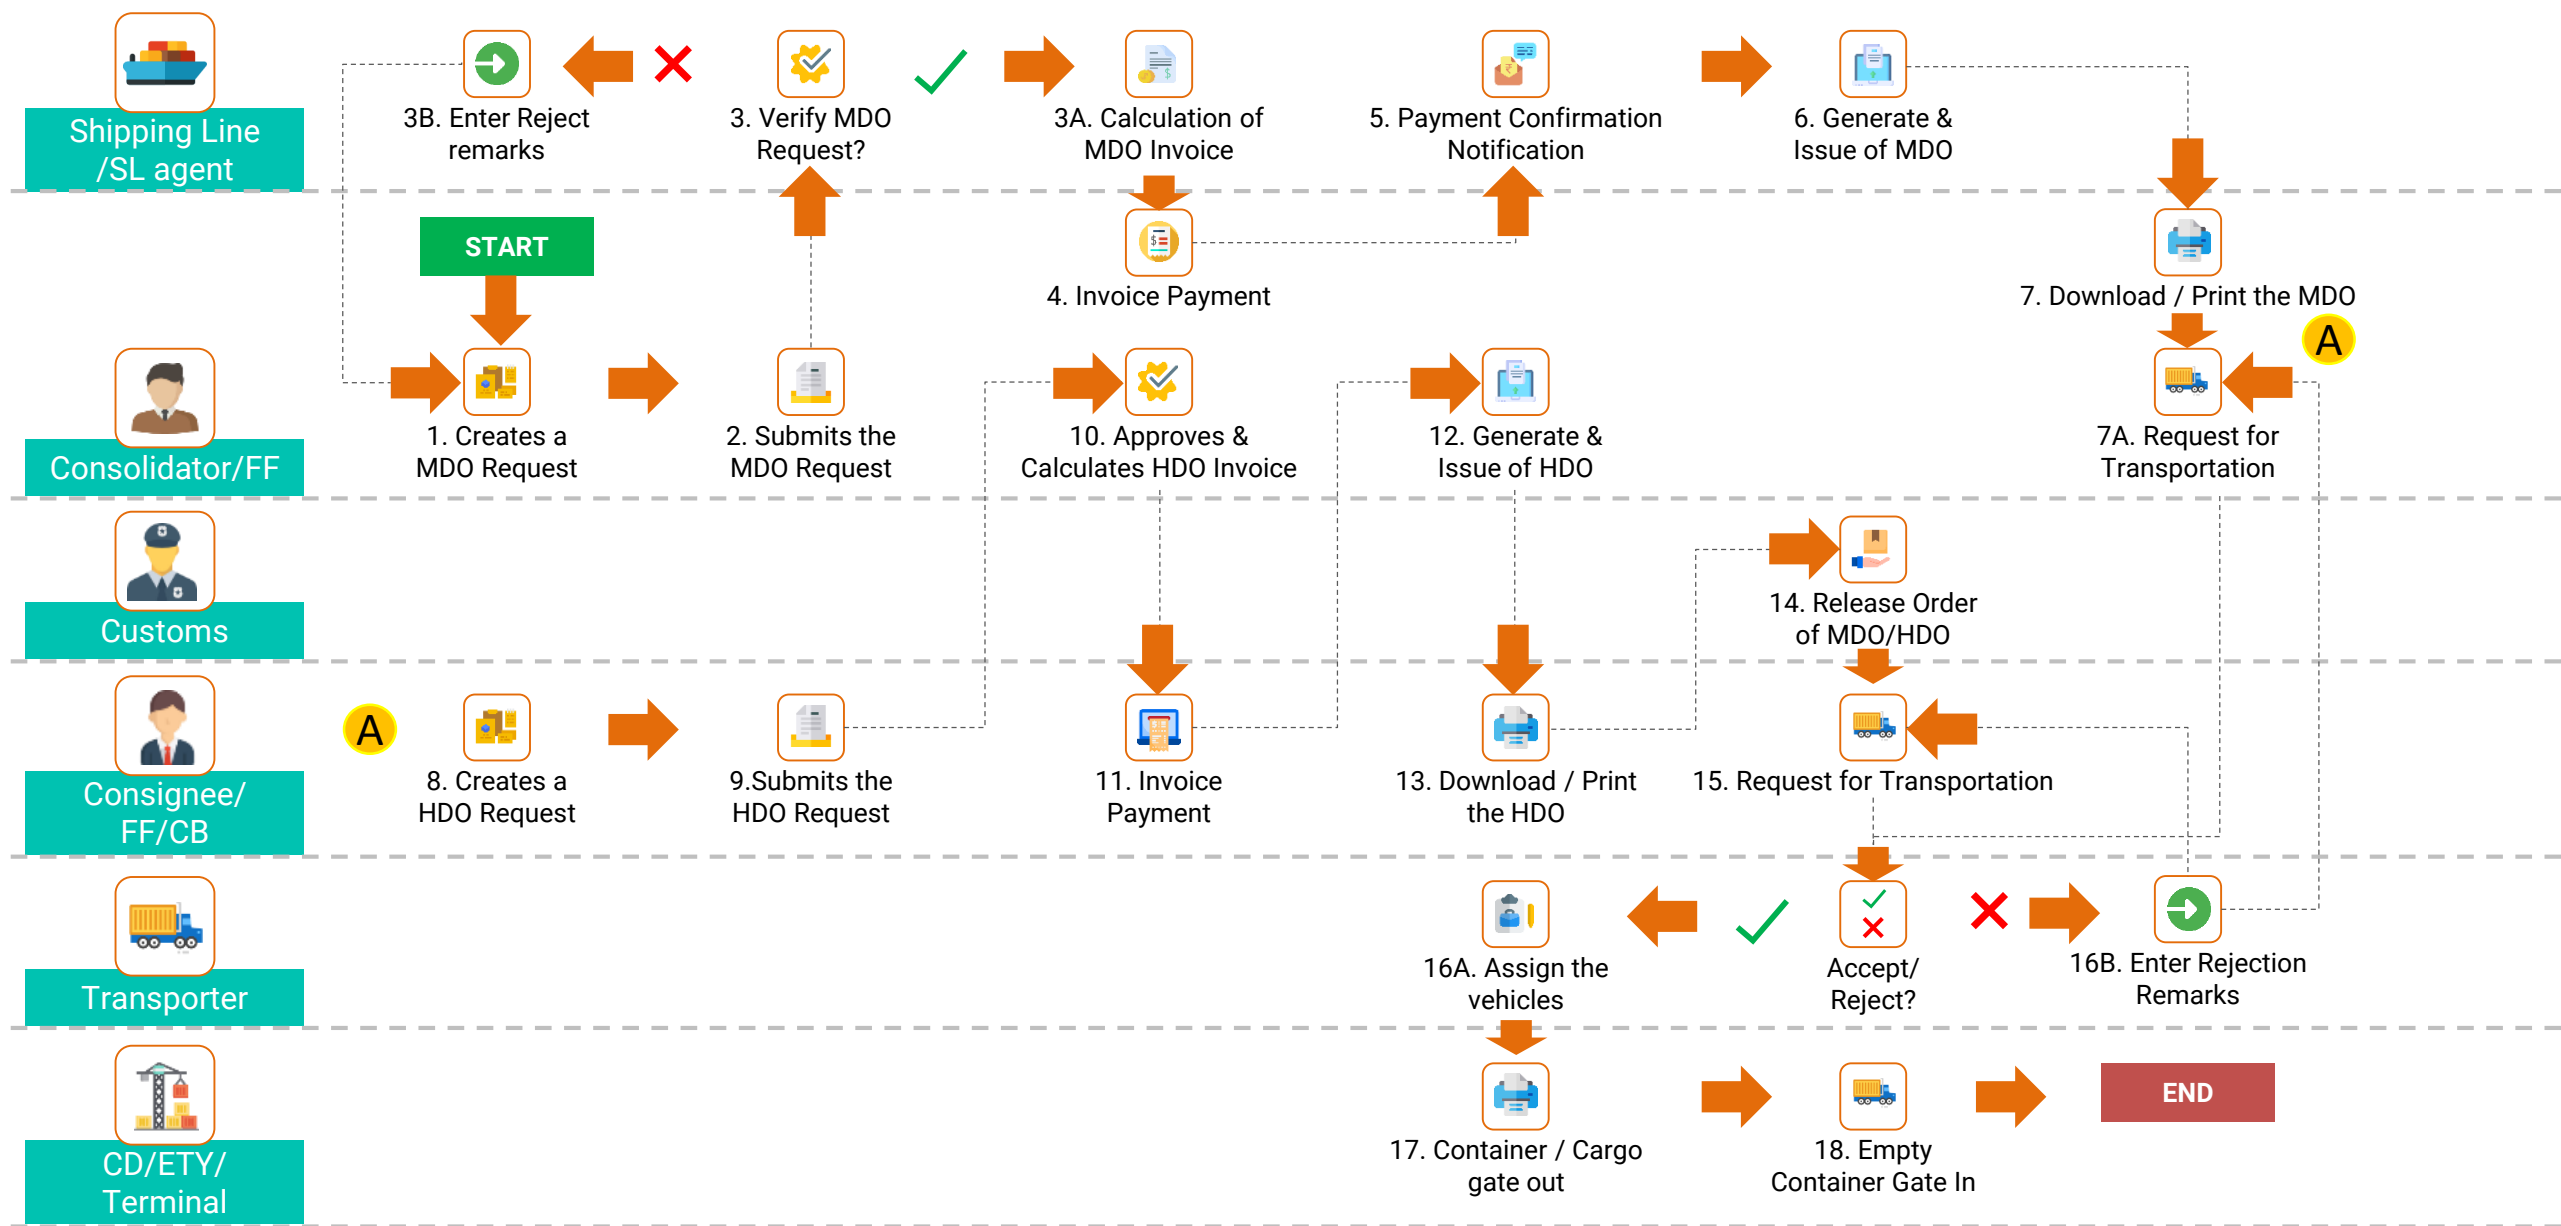 Shipping Line
/SL agent
3B. Enter Reject
remarks
3. Verify MDO
Request?
3A. Calculation of
MDO Invoice
5. Payment Confirmation
Notification
6. Generate &
Issue of MDO
START
4. Invoice Payment
7. Download / Print the MDO
A
Consolidator/FF
1. Creates a
MDO Request
2. Submits the
MDO Request
10. Approves &
Calculates HDO Invoice
12. Generate &
Issue of HDO
7A. Request for
Transportation
Customs
14. Release Order
of MDO/HDO
Consignee/
FF/CB
A
8. Creates a
HDO Request
9.Submits the
HDO Request
11. Invoice
Payment
13. Download / Print
the HDO
15. Request for Transportation
Transporter
16A. Assign the
vehicles
Accept/
Reject?
16B. Enter Rejection
Remarks
CD/ETY/
Terminal
17. Container / Cargo
gate out
18. Empty
Container Gate In
END